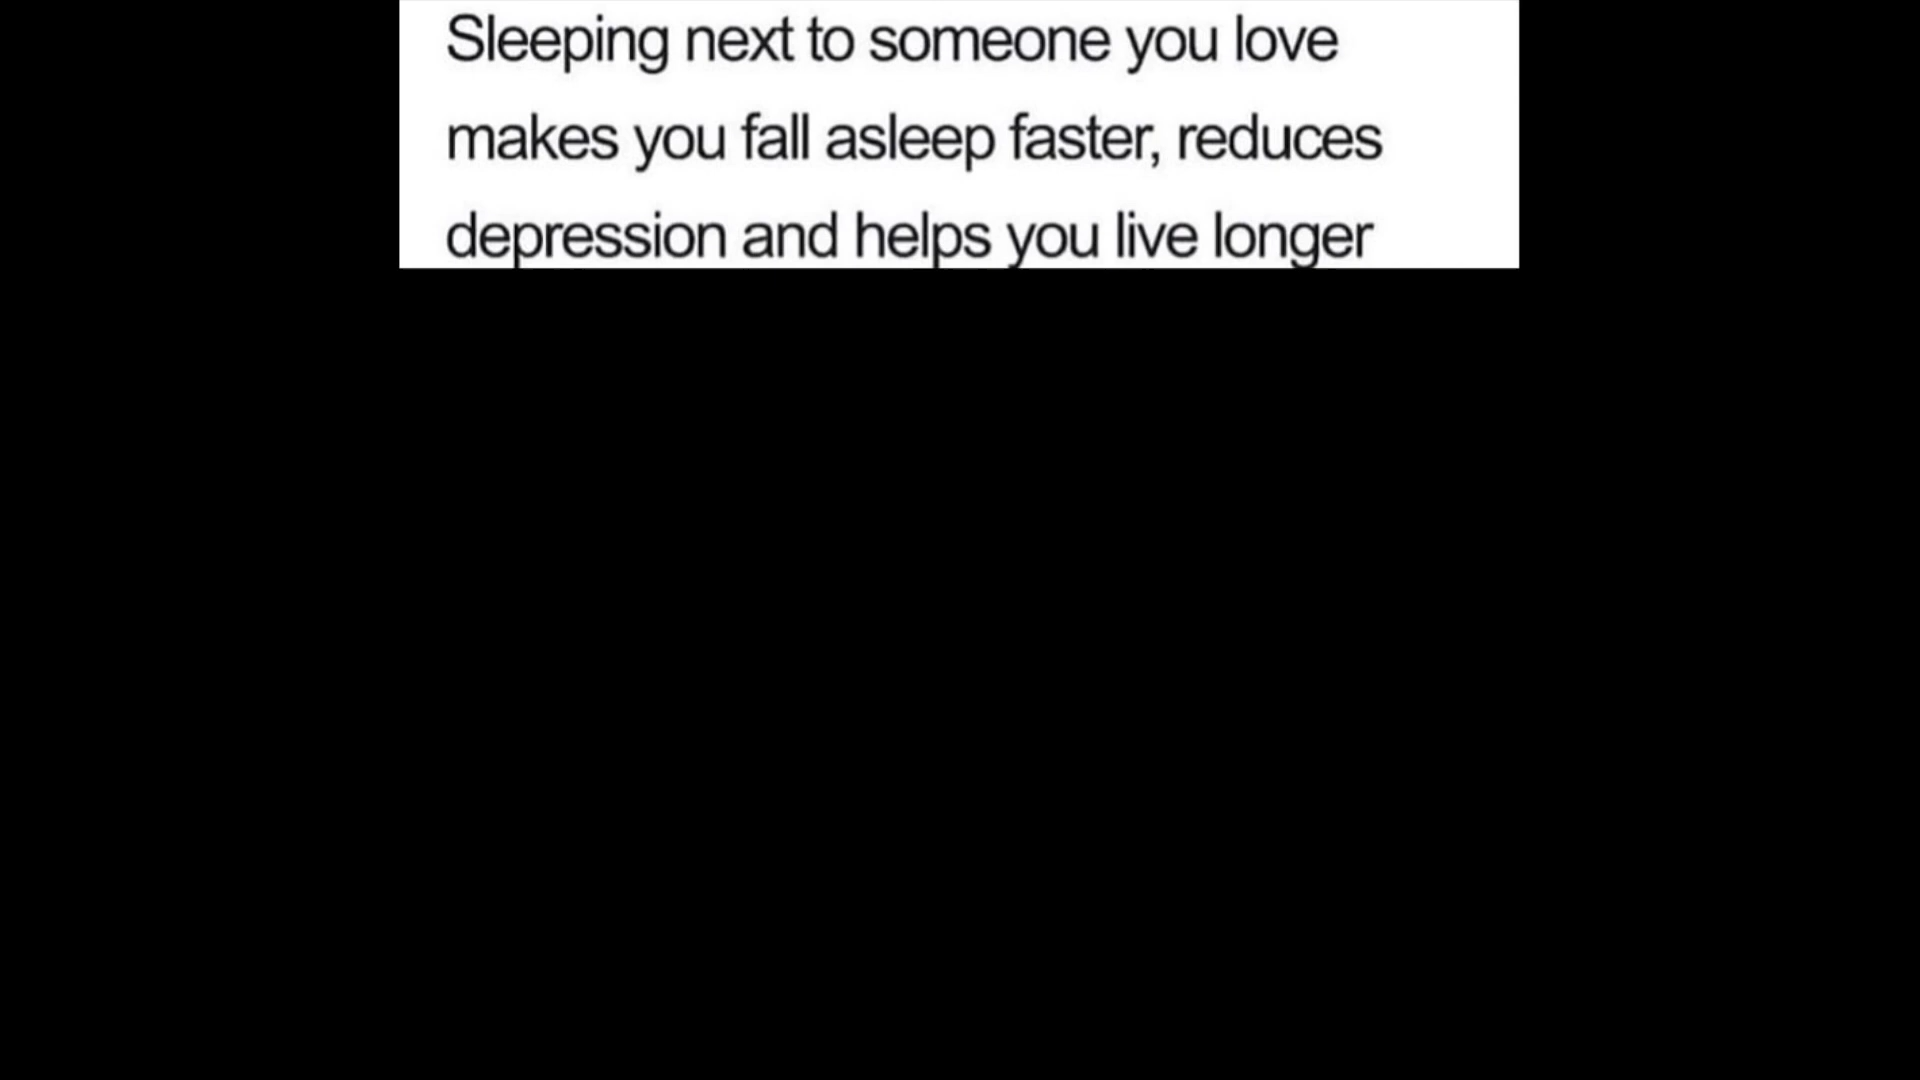 Sleeping next to someone you love
makes you fall asleep faster, reduces
depression and helps you live longer